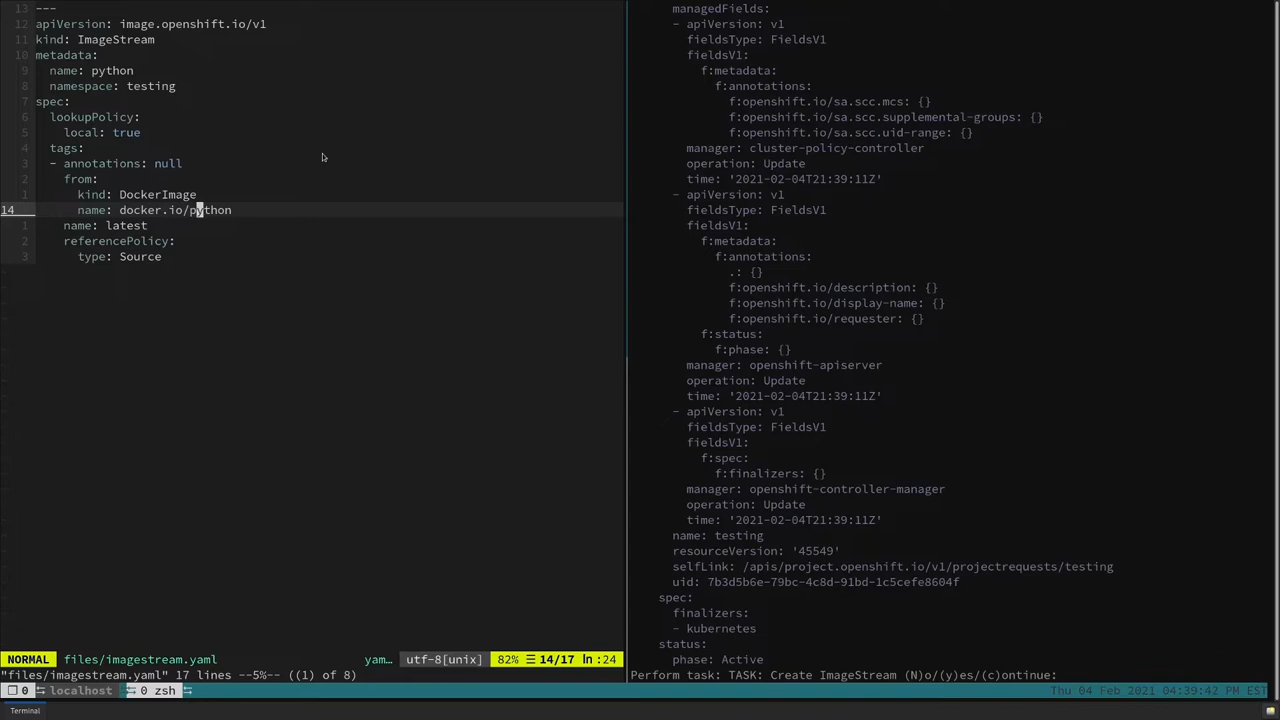 13 ---
12 apiVersion: image.openshift.io/v1
11 kind: ImageStream
10 metadata:
9   name: python
8   namespace: testing
7 spec:
6   lookupPolicy:
5     local: true
4   tags:
3   - annotations: null
2     from:
1       kind: DockerImage
14       name: docker.io/python
1     name: latest
2     referencePolicy:
3       type: Source
NORMAL files/imagestream.yaml yam… utf-8[unix] 82% ☰ 14/17 ㏑:24
"files/imagestream.yaml" 17 lines --5%-- ((1) of 8)
managedFields:
- apiVersion: v1
  fieldsType: FieldsV1
  fieldsV1:
    f:metadata:
      f:annotations:
        f:openshift.io/sa.scc.mcs: {}
        f:openshift.io/sa.scc.supplemental-groups: {}
        f:openshift.io/sa.scc.uid-range: {}
  manager: cluster-policy-controller
  operation: Update
  time: '2021-02-04T21:39:11Z'
- apiVersion: v1
  fieldsType: FieldsV1
  fieldsV1:
    f:metadata:
      f:annotations:
        .: {}
        f:openshift.io/description: {}
        f:openshift.io/display-name: {}
        f:openshift.io/requester: {}
    f:status:
      f:phase: {}
  manager: openshift-apiserver
  operation: Update
  time: '2021-02-04T21:39:11Z'
- apiVersion: v1
  fieldsType: FieldsV1
  fieldsV1:
    f:spec:
      f:finalizers: {}
  manager: openshift-controller-manager
  operation: Update
  time: '2021-02-04T21:39:11Z'
name: testing
resourceVersion: '45549'
selfLink: /apis/project.openshift.io/v1/projectrequests/testing
uid: 7b3d5b6e-79bc-4c8d-91bd-1c5cefe8604f
spec:
  finalizers:
  - kubernetes
status:
  phase: Active
Perform task: TASK: Create ImageStream (N)o/(y)es/(c)ontinue:
❐ 0 localhost 0 zsh Thu 04 Feb 2021 04:39:42 PM EST
Terminal